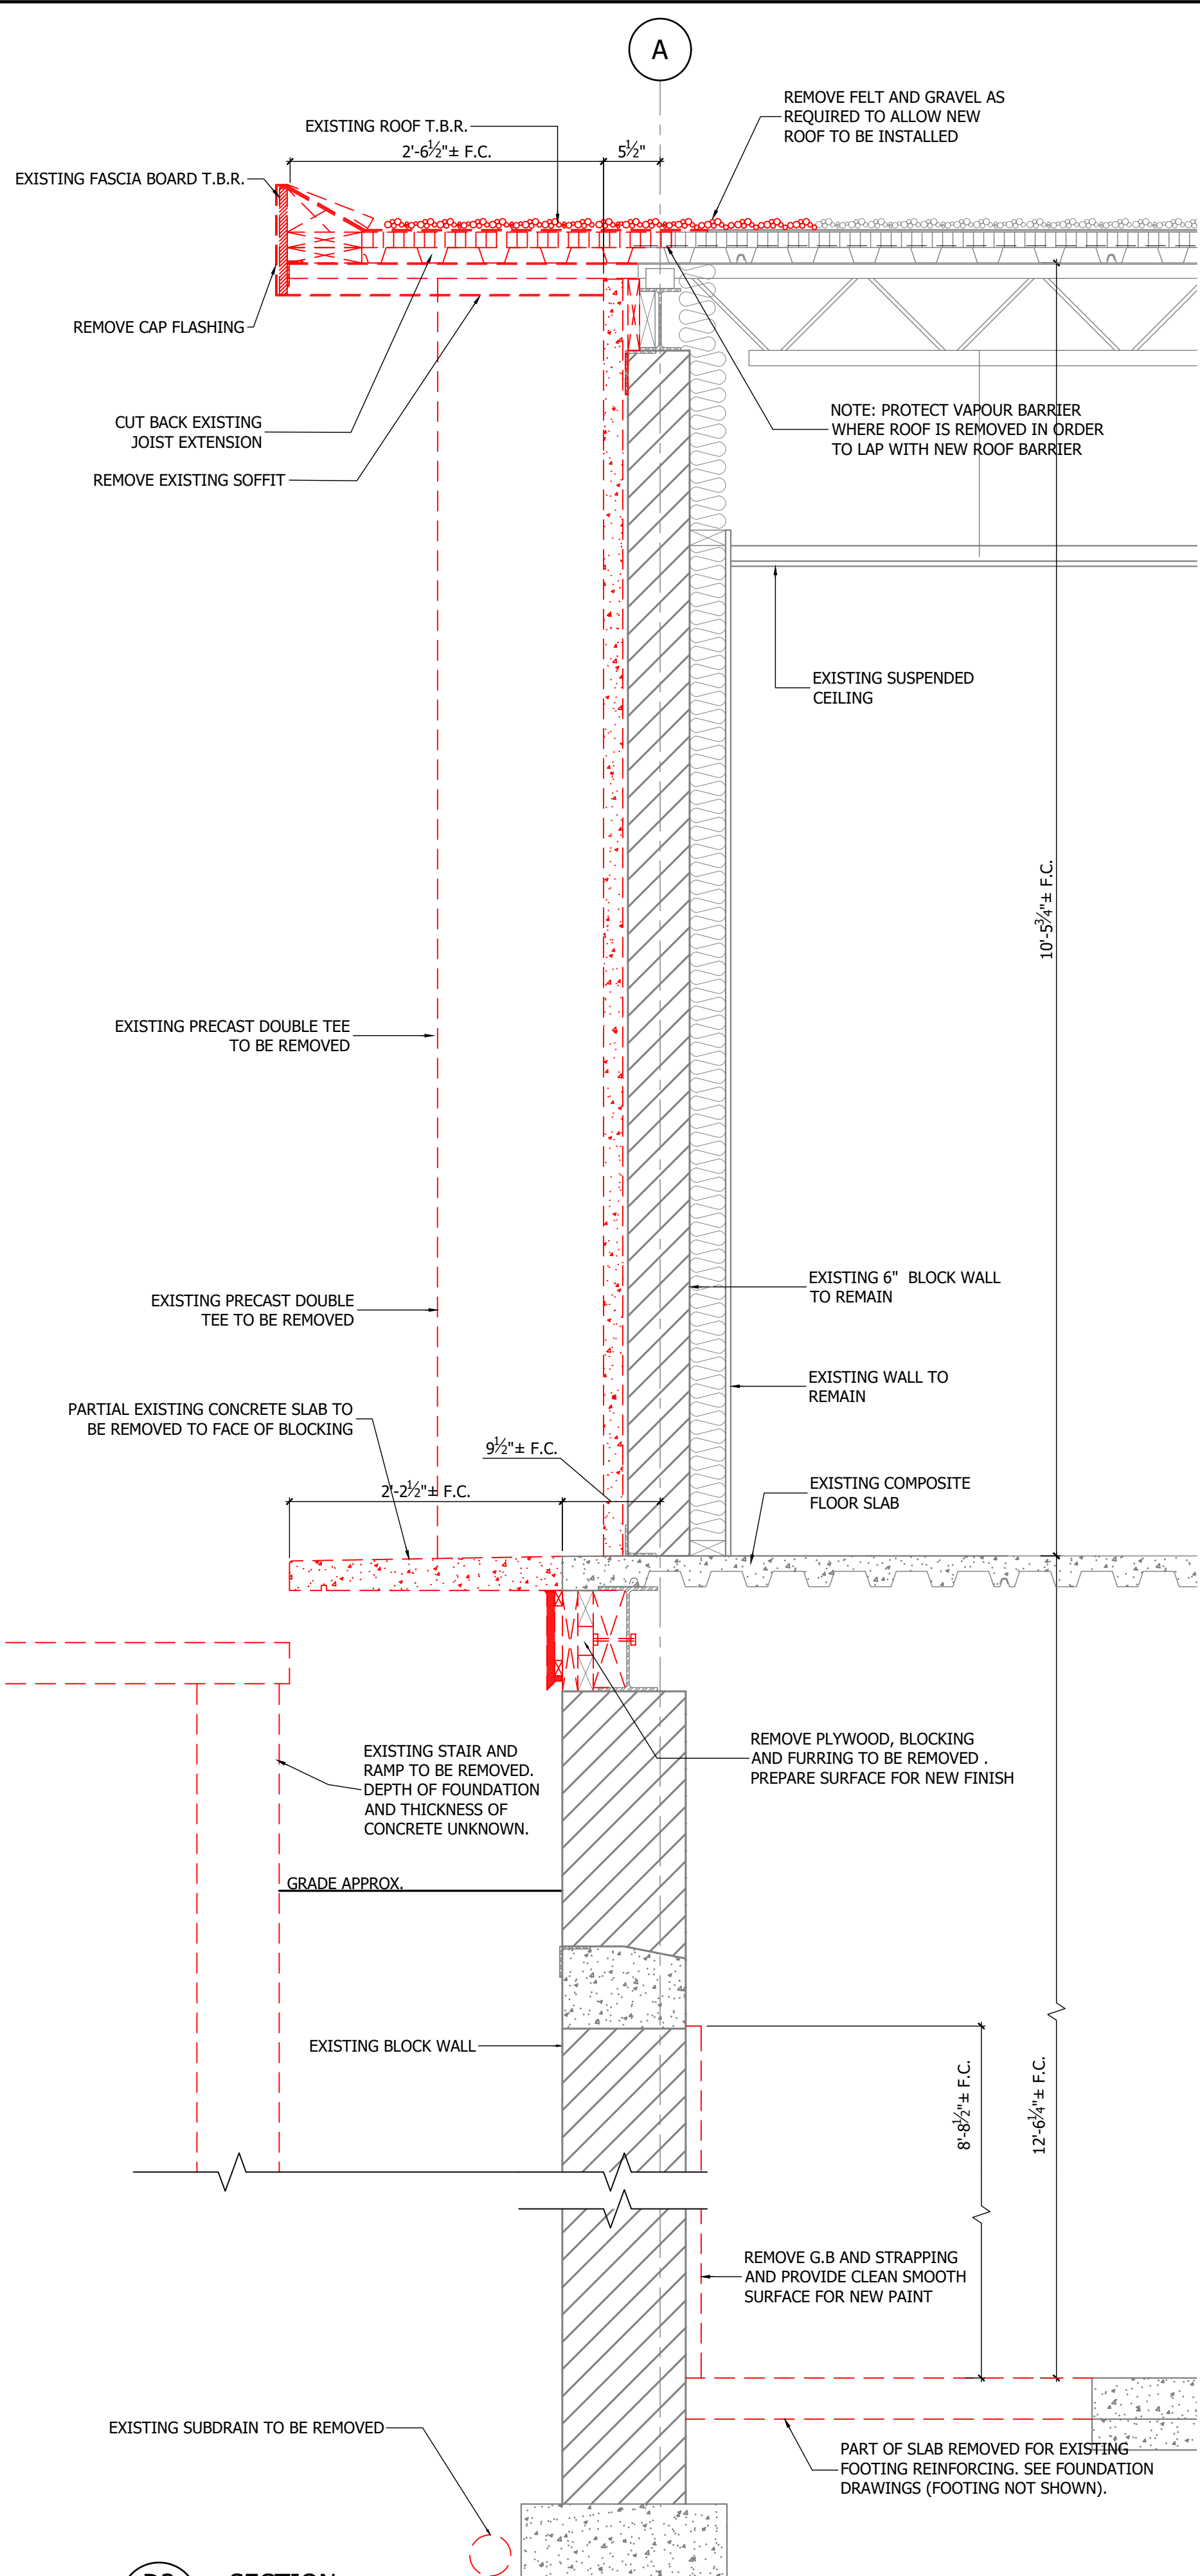 A
REMOVE FELT AND GRAVEL AS
REQUIRED TO ALLOW NEW
ROOF TO BE INSTALLED
EXISTING ROOF T.B.R.
2'-6½"± F.C.
5½"
EXISTING FASCIA BOARD T.B.R.
REMOVE CAP FLASHING
CUT BACK EXISTING
JOIST EXTENSION
REMOVE EXISTING SOFFIT
NOTE: PROTECT VAPOUR BARRIER
WHERE ROOF IS REMOVED IN ORDER
TO LAP WITH NEW ROOF BARRIER
EXISTING SUSPENDED
CEILING
10'-5¾"± F.C.
EXISTING PRECAST DOUBLE TEE
TO BE REMOVED
EXISTING 6" BLOCK WALL
TO REMAIN
EXISTING PRECAST DOUBLE
TEE TO BE REMOVED
EXISTING WALL TO
REMAIN
PARTIAL EXISTING CONCRETE SLAB TO
BE REMOVED TO FACE OF BLOCKING
9½"± F.C.
2'-2½"± F.C.
EXISTING COMPOSITE
FLOOR SLAB
REMOVE PLYWOOD, BLOCKING
AND FURRING TO BE REMOVED .
PREPARE SURFACE FOR NEW FINISH
EXISTING STAIR AND
RAMP TO BE REMOVED.
DEPTH OF FOUNDATION
AND THICKNESS OF
CONCRETE UNKNOWN.
GRADE APPROX.
EXISTING BLOCK WALL
8'-8½"± F.C.
12'-6¼"± F.C.
REMOVE G.B AND STRAPPING
AND PROVIDE CLEAN SMOOTH
SURFACE FOR NEW PAINT
EXISTING SUBDRAIN TO BE REMOVED
PART OF SLAB REMOVED FOR EXISTING
FOOTING REINFORCING. SEE FOUNDATION
DRAWINGS (FOOTING NOT SHOWN).
SECTION